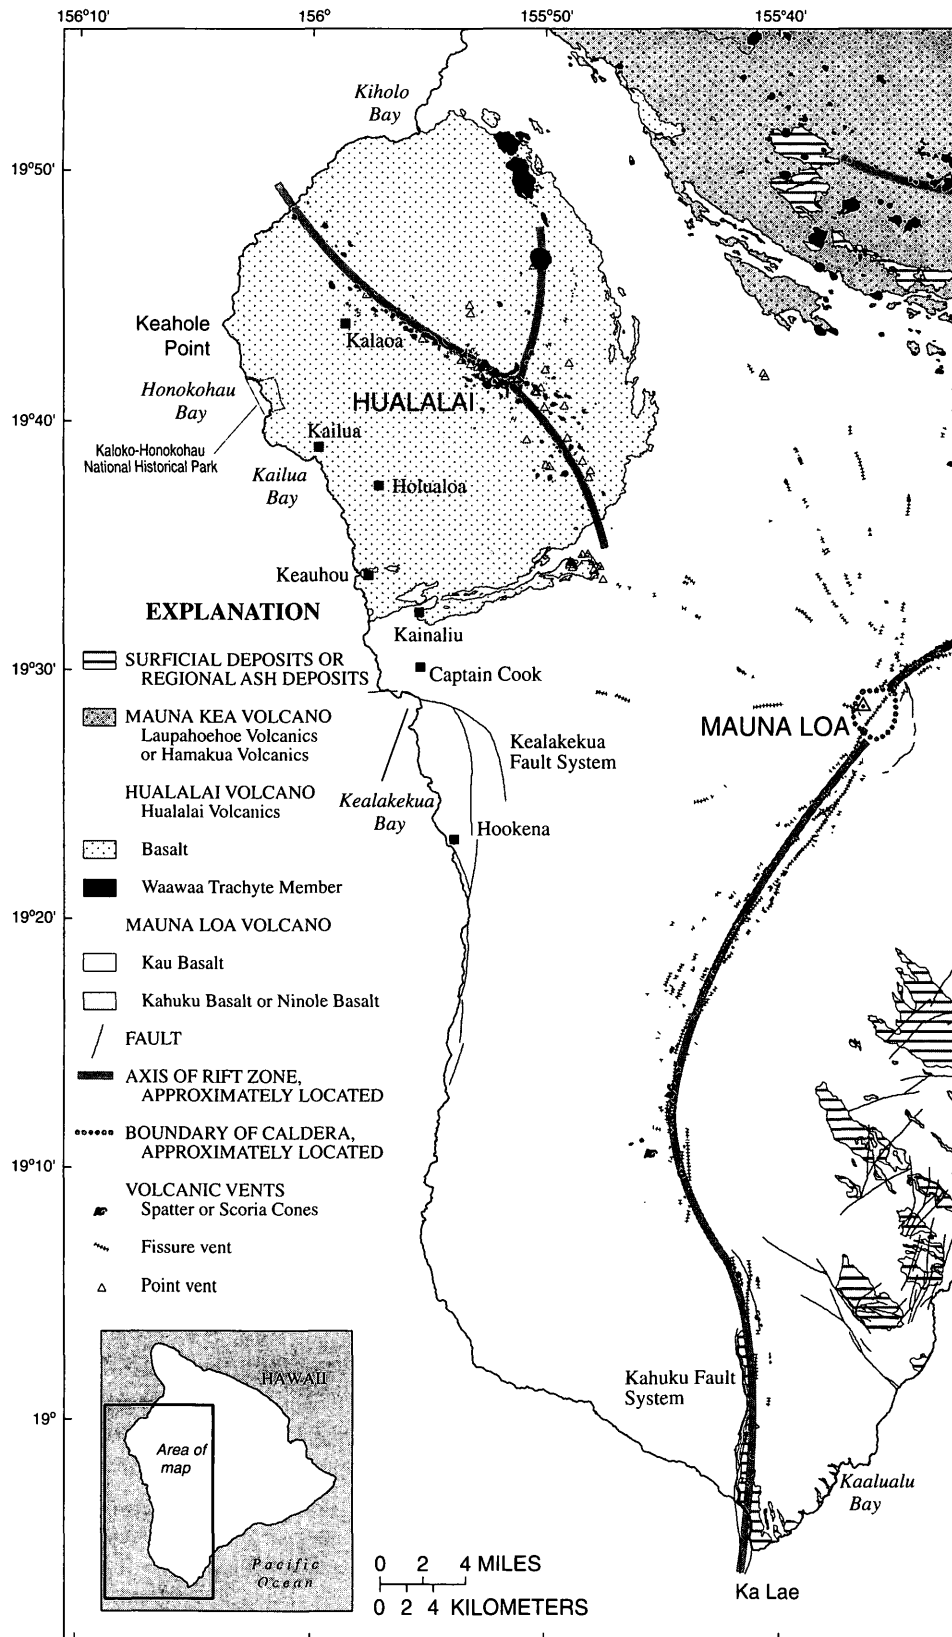 156°10'
156°
155°50'
155°40'
Kiholo
Bay
19°50'
Keahole
Point
Kalaoa
Honokohau
Bay
HUALALAI
19°40'
Kailua
Kaloko-Honokohau
National Historical Park
Kailua
Bay
Holualoa
Keauhou
EXPLANATION
Kainaliu
19°30'
SURFICIAL DEPOSITS OR
REGIONAL ASH DEPOSITS
Captain Cook
MAUNA KEA VOLCANO
Laupahoehoe Volcanics
or Hamakua Volcanics
MAUNA LOA
Kealakekua
Fault System
HUALALAI VOLCANO
Hualalai Volcanics
Kealakekua
Bay
Hookena
Basalt
Waawaa Trachyte Member
19°20'
MAUNA LOA VOLCANO
Kau Basalt
Kahuku Basalt or Ninole Basalt
FAULT
AXIS OF RIFT ZONE,
APPROXIMATELY LOCATED
BOUNDARY OF CALDERA,
APPROXIMATELY LOCATED
19°10'
VOLCANIC VENTS
Spatter or Scoria Cones
Fissure vent
Point vent
HAWAII
Kahuku Fault
System
19°
Area of
map
Kaalualu
Bay
Pacific
Ocean
0 2 4 MILES
0 2 4 KILOMETERS
Ka Lae